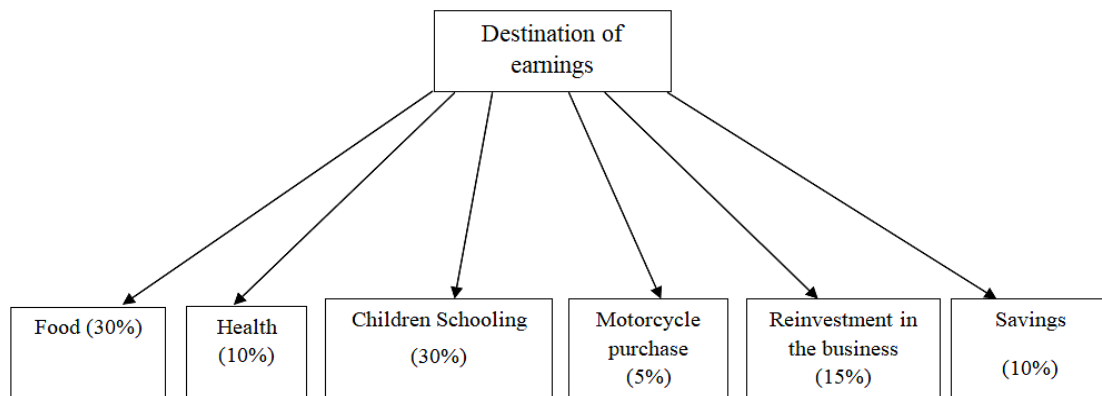 Destination of
earnings
Food (30%)
Health
(10%)
Children Schooling
(30%)
Motorcycle
purchase
(5%)
Reinvestment in
the business
(15%)
Savings
(10%)